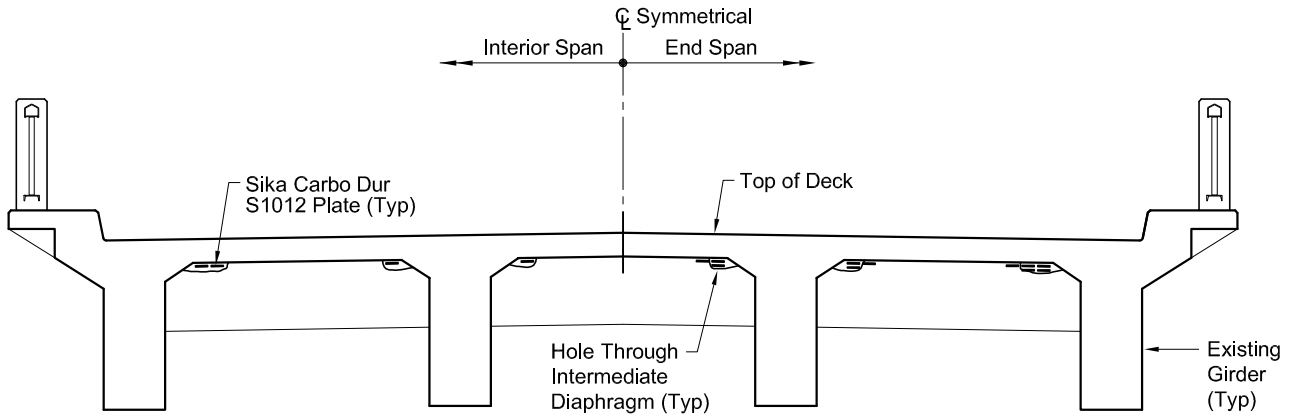 ℄ Symmetrical
Interior Span
End Span
Sika Carbo Dur
S1012 Plate (Typ)
Top of Deck
Hole Through
Intermediate
Diaphragm (Typ)
Existing
Girder
(Typ)